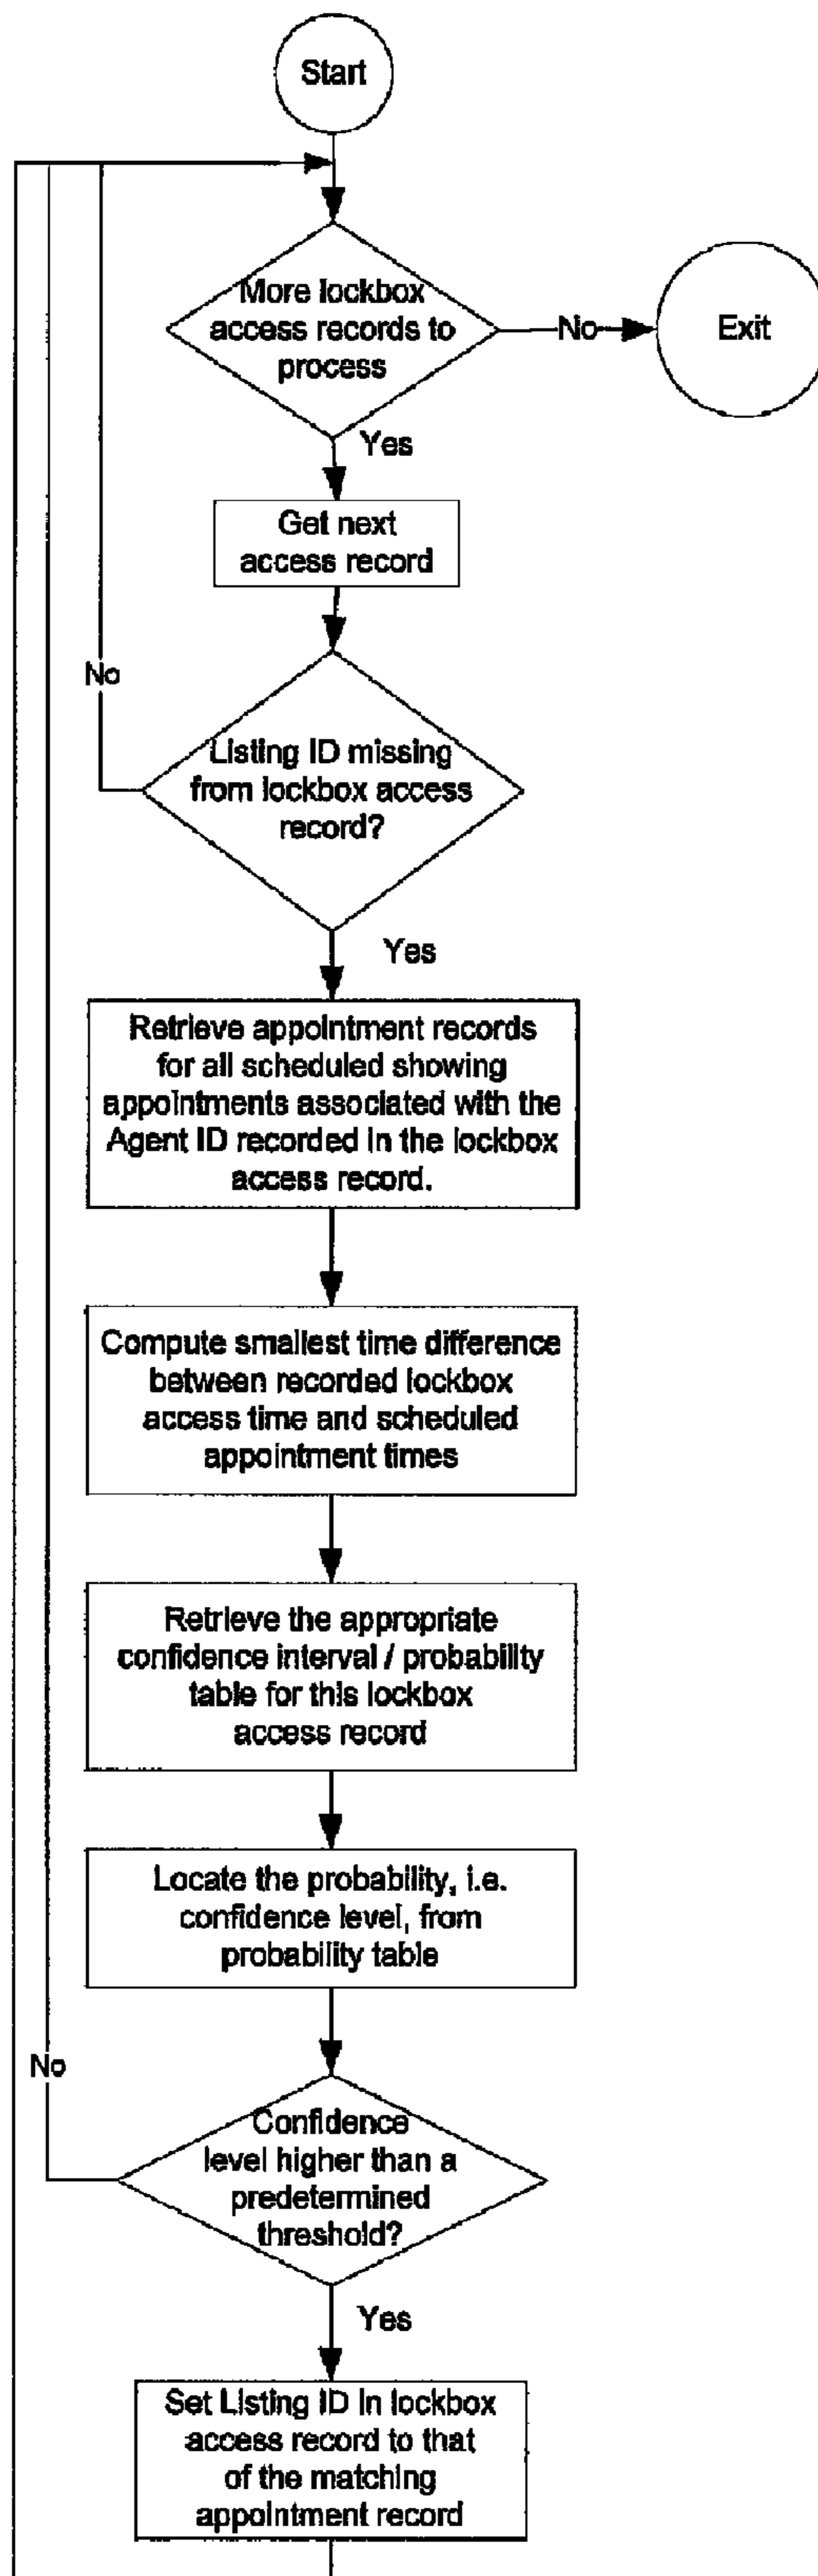 Start
More lockbox
access records to
process
No
Exit
Yes
Get next
access record
No
Listing ID missing
from lockbox access
record?
Yes
Retrieve appointment records
for all scheduled showing
appointments associated with the
Agent ID recorded in the lockbox
access record.
Compute smallest time difference
between recorded lockbox
access time and scheduled
appointment times
Retrieve the appropriate
confidence interval / probability
table for this lockbox
access record
Locate the probability, i.e.
confidence level, from
probability table
No
Confidence
level higher than a
predetermined
threshold?
Yes
Set Listing ID in lockbox
access record to that
of the matching
appointment record